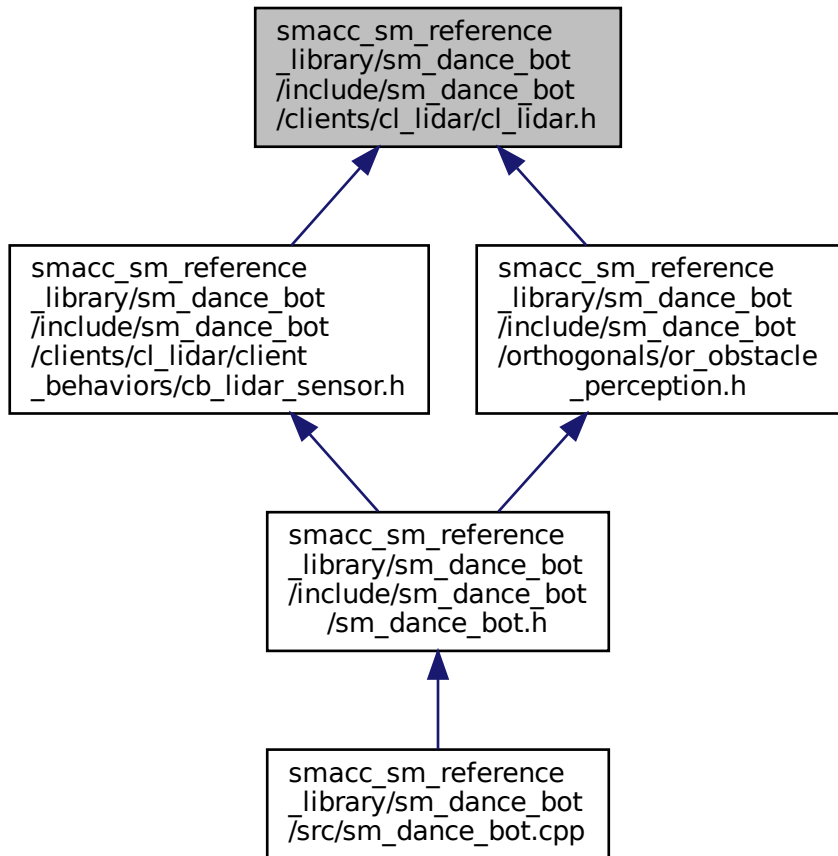 smacc_sm_reference
_library/sm_dance_bot
/include/sm_dance_bot
/clients/cl_lidar/cl_lidar.h
smacc_sm_reference
_library/sm_dance_bot
/include/sm_dance_bot
/clients/cl_lidar/client
_behaviors/cb_lidar_sensor.h
smacc_sm_reference
_library/sm_dance_bot
/include/sm_dance_bot
/orthogonals/or_obstacle
_perception.h
smacc_sm_reference
_library/sm_dance_bot
/include/sm_dance_bot
/sm_dance_bot.h
smacc_sm_reference
_library/sm_dance_bot
/src/sm_dance_bot.cpp